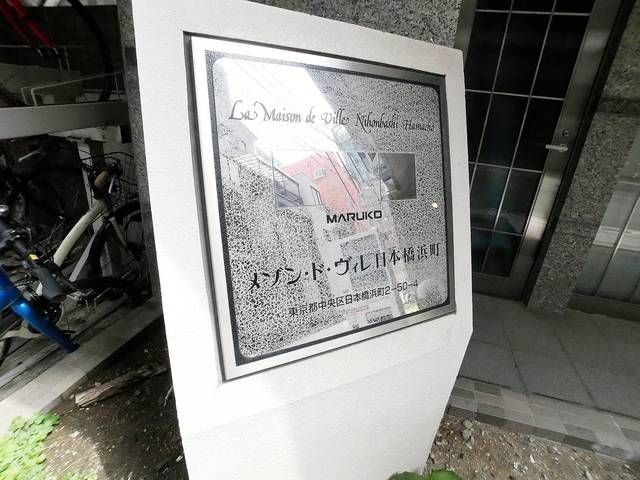 La Maison de Ville Nihonbashi Hamacho
MARUKO
メゾン・ド・ヴィレ日本橋浜町
東京都中央区日本橋浜町2-50-4